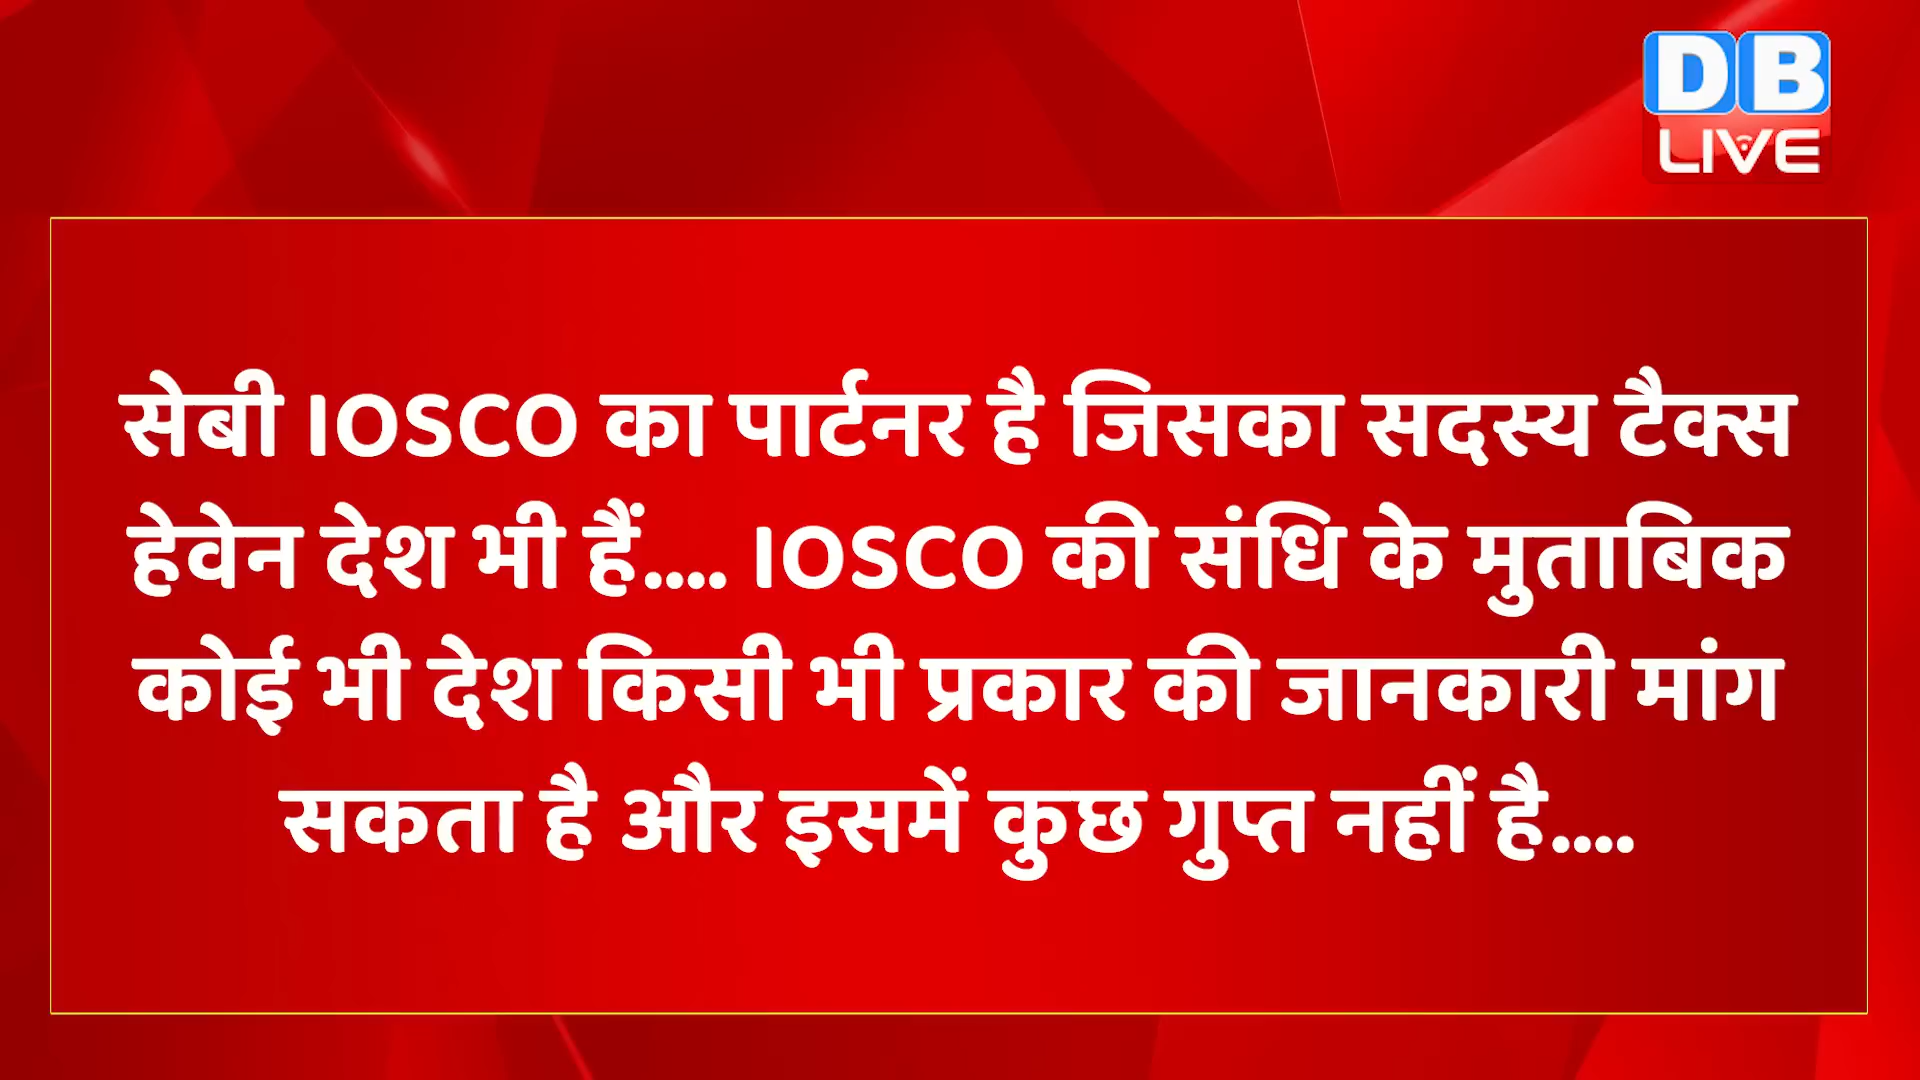 DB
LIVE
सेबी IOSCO का पार्टनर है जिसका सदस्य टैक्स
हेवेन देश भी हैं.... IOSCO की संधि के मुताबिक
कोई भी देश किसी भी प्रकार की जानकारी मांग
सकता है और इसमें कुछ गुप्त नहीं है....